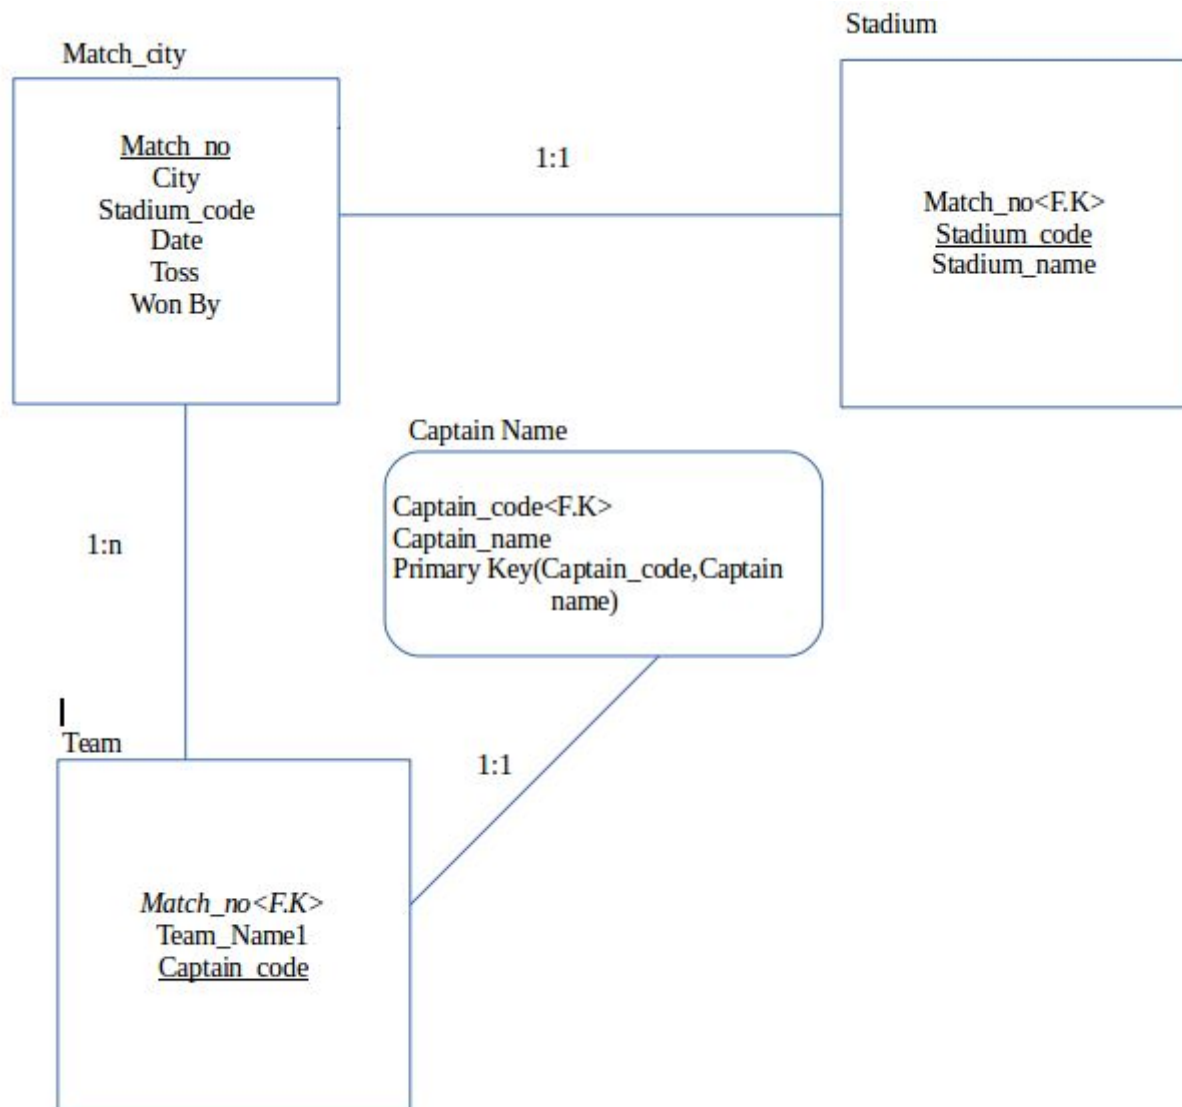 Stadium
Match_city
Match_no
City
Stadium_code
Date
Toss
Won By
1:1
Match_no<F.K>
Stadium_code
Stadium_name
Captain Name
Captain_code<F.K>
Captain_name
Primary Key(Captain_code,Captain
name)
1:n
Team
1:1
Match_no<F.K>
Team_Name1
Captain_code